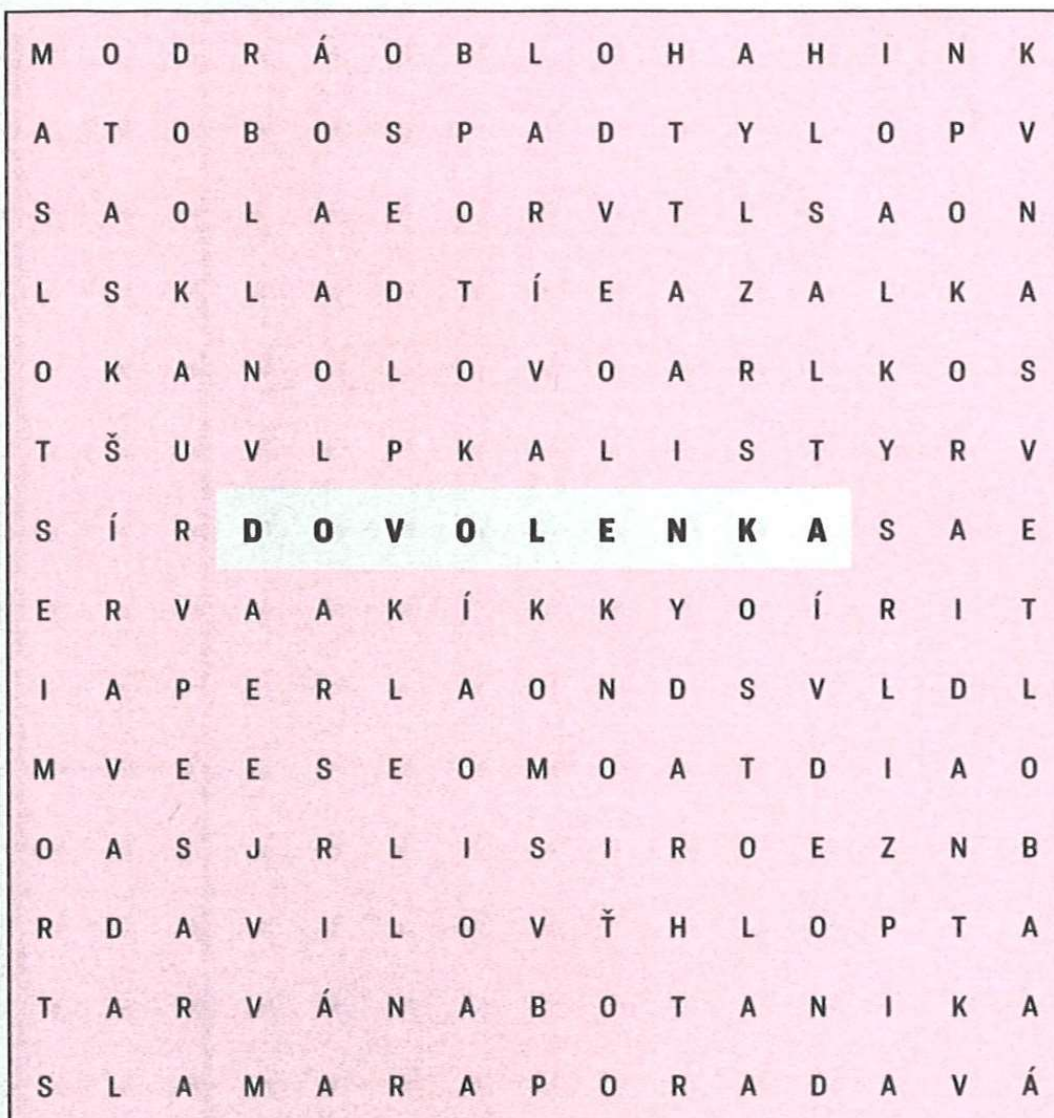 M O D R Á O B L O H A H I N K
A T O B O S P A D T Y L O P V
S A O L A E O R V T L S A O N
L S K L A D T Í E A Z A L K A
O K A N O L O V O A R L K O S
T Š U V L P K A L I S T Y R V
S Í R D O V O L E N K A S A E
E R V A A K Í K K Y O Í R I T
I A P E R L A O N D S V L D L
M V E E S E O M O A T D I A O
O A S J R L I S I R O E Z N B
R D A V I L O V Ť H L O P T A
T A R V Á N A B O T A N I K A
S L A M A R A P O R A D A V Á